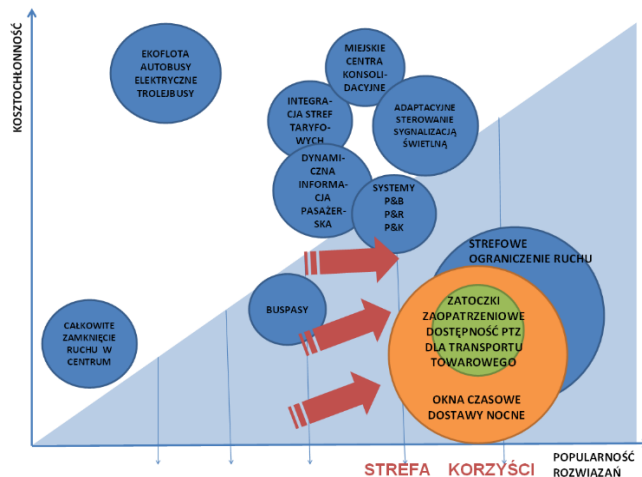 KOSZTOCHŁONNOŚĆ
EKOFLOTA
AUTOBUSY
ELEKTRYCZNE
TROLEJBUSY
MIEJSKIE
CENTRA
KONSOLI-
DACYJNE
INTEGRA-
CJA STREF
TARYFO-
WYCH
ADAPTACYJNE
STEROWANIE
SYGNALIZACJĄ
ŚWIETLNĄ
DYNAMI-
CZNA
INFORMA-
CJA
PASAŻER-
SKA
SYSTEMY
P&B
P&R
P&K
STREFOWE
OGRANICZENIE RUCHU
BUSPASY
CAŁKOWITE
ZAMKNIĘCIE
RUCHU W
CENTRUM
ZATOCZKI
ZAOPATRZENIOWE
DOSTĘPNOŚĆ PTZ
DLA TRANSPORTU
TOWAROWEGO
OKNA CZASOWE
DOSTAWY NOCNE
STREFA KORZYŚCI
POPULARNOŚĆ
ROZWIAZAŃ